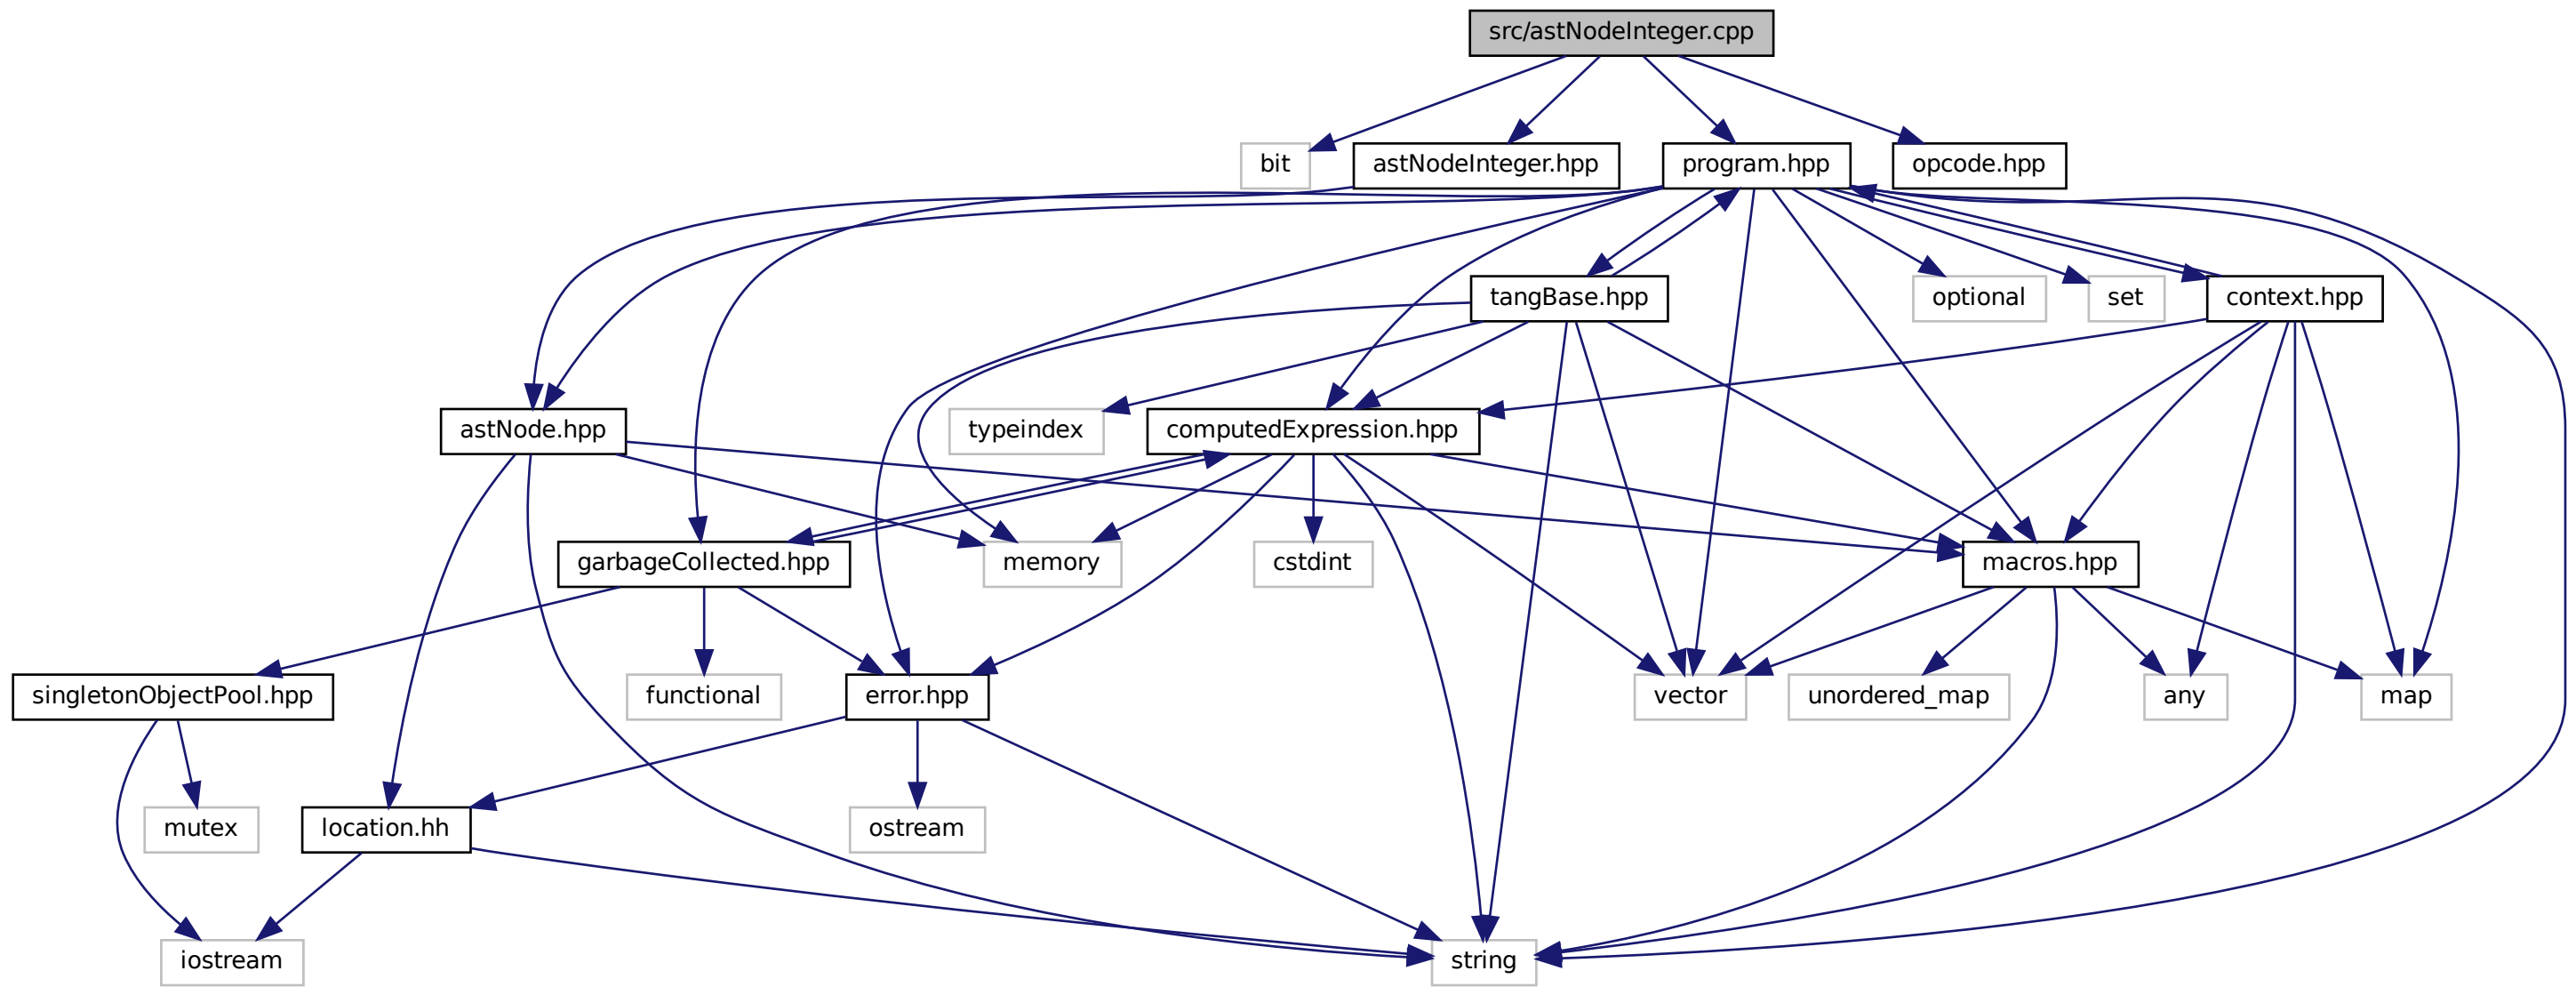 src/astNodeInteger.cpp
bit
astNodeInteger.hpp
program.hpp
opcode.hpp
tangBase.hpp
optional
set
context.hpp
astNode.hpp
typeindex
computedExpression.hpp
garbageCollected.hpp
memory
cstdint
macros.hpp
singletonObjectPool.hpp
functional
error.hpp
vector
unordered_map
any
map
mutex
location.hh
ostream
iostream
string